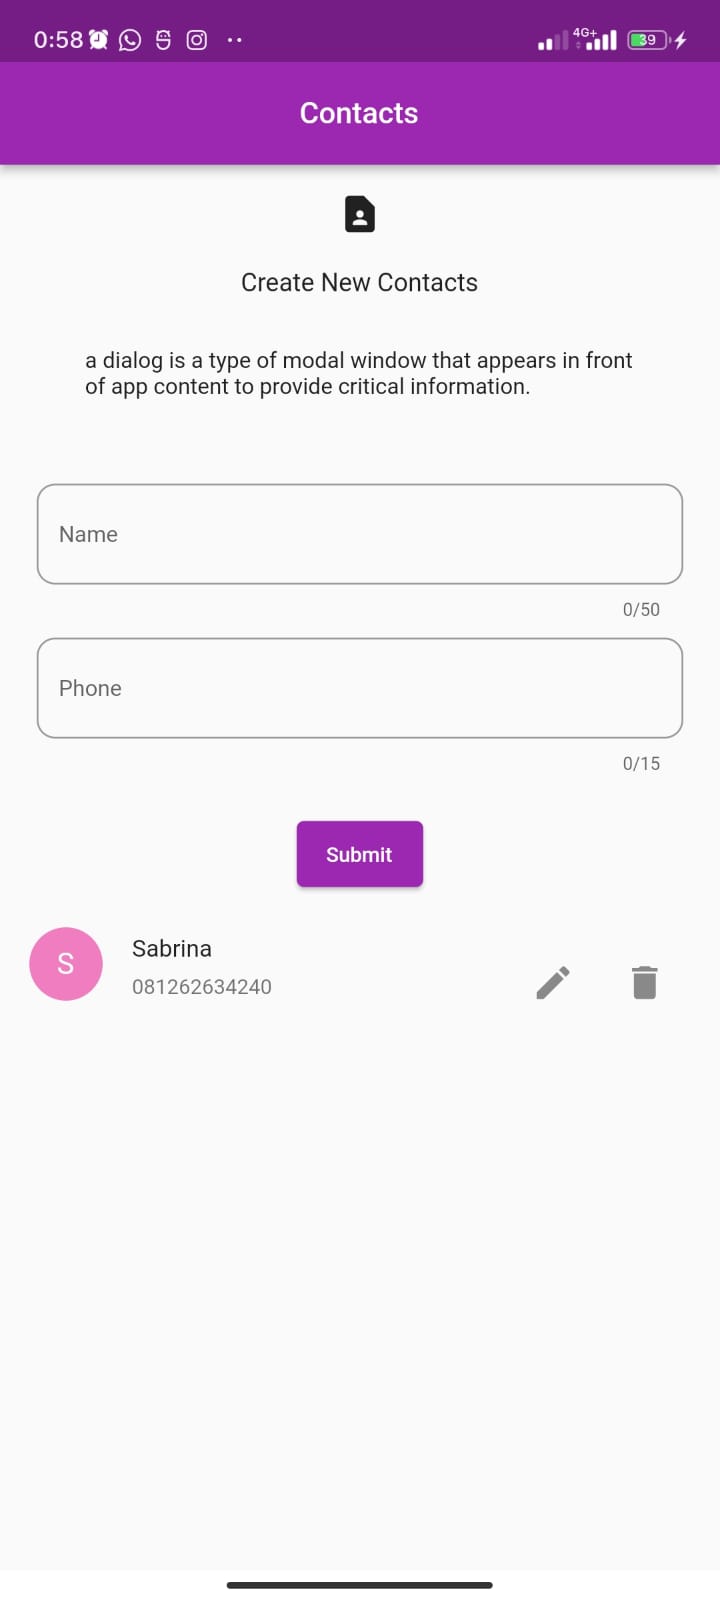 0:58
4G+
39
Contacts
Create New Contacts
a dialog is a type of modal window that appears in front
of app content to provide critical information.
Name
0/50
Phone
0/15
Submit
S
Sabrina
081262634240